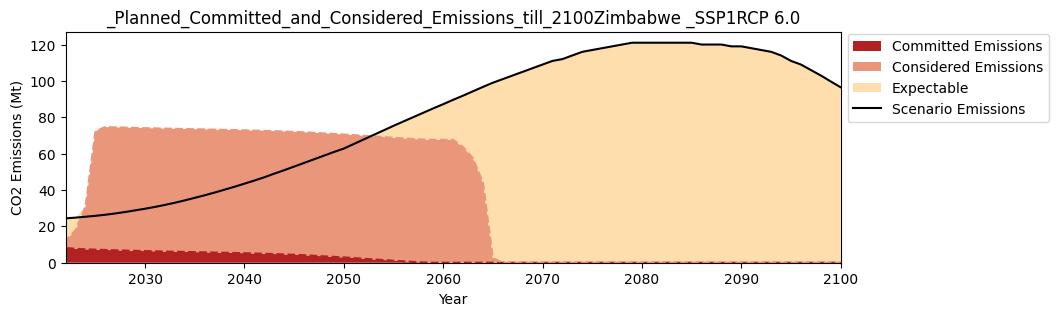 _Planned_Committed_and_Considered_Emissions_till_2100Zimbabwe _SSP1RCP 6.0
CO2 Emissions (Mt)
120
100
80
60
40
20
0
2030 2040 2050 2060 2070 2080 2090 2100
Year
Committed Emissions
Considered Emissions
Expectable
Scenario Emissions